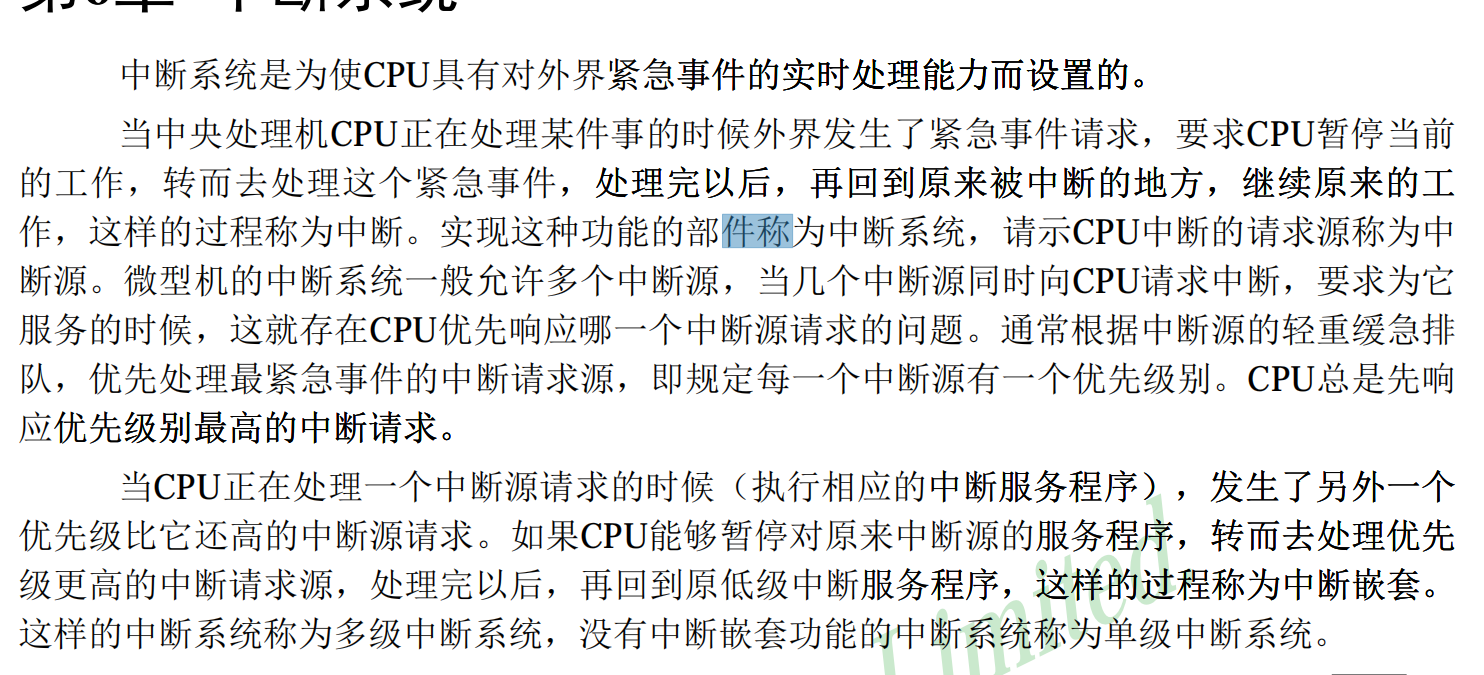 中断系统是为使CPU具有对外界紧急事件的实时处理能力而设置的。
当中央处理机CPU正在处理某件事的时候外界发生了紧急事件请求，要求CPU暂停当前
的工作，转而去处理这个紧急事件，处理完以后，再回到原来被中断的地方，继续原来的工
作，这样的过程称为中断。实现这种功能的部件称为中断系统，请示CPU中断的请求源称为中
断源。微型机的中断系统一般允许多个中断源，当几个中断源同时向CPU请求中断，要求为它
服务的时候，这就存在CPU优先响应哪一个中断源请求的问题。通常根据中断源的轻重缓急排
队，优先处理最紧急事件的中断请求源，即规定每一个中断源有一个优先级别。CPU总是先响
应优先级别最高的中断请求。
当CPU正在处理一个中断源请求的时候（执行相应的中断服务程序），发生了另外一个
优先级比它还高的中断源请求。如果CPU能够暂停对原来中断源的服务程序，转而去处理优先
级更高的中断请求源，处理完以后，再回到原低级中断服务程序，这样的过程称为中断嵌套。
这样的中断系统称为多级中断系统，没有中断嵌套功能的中断系统称为单级中断系统。
Limited